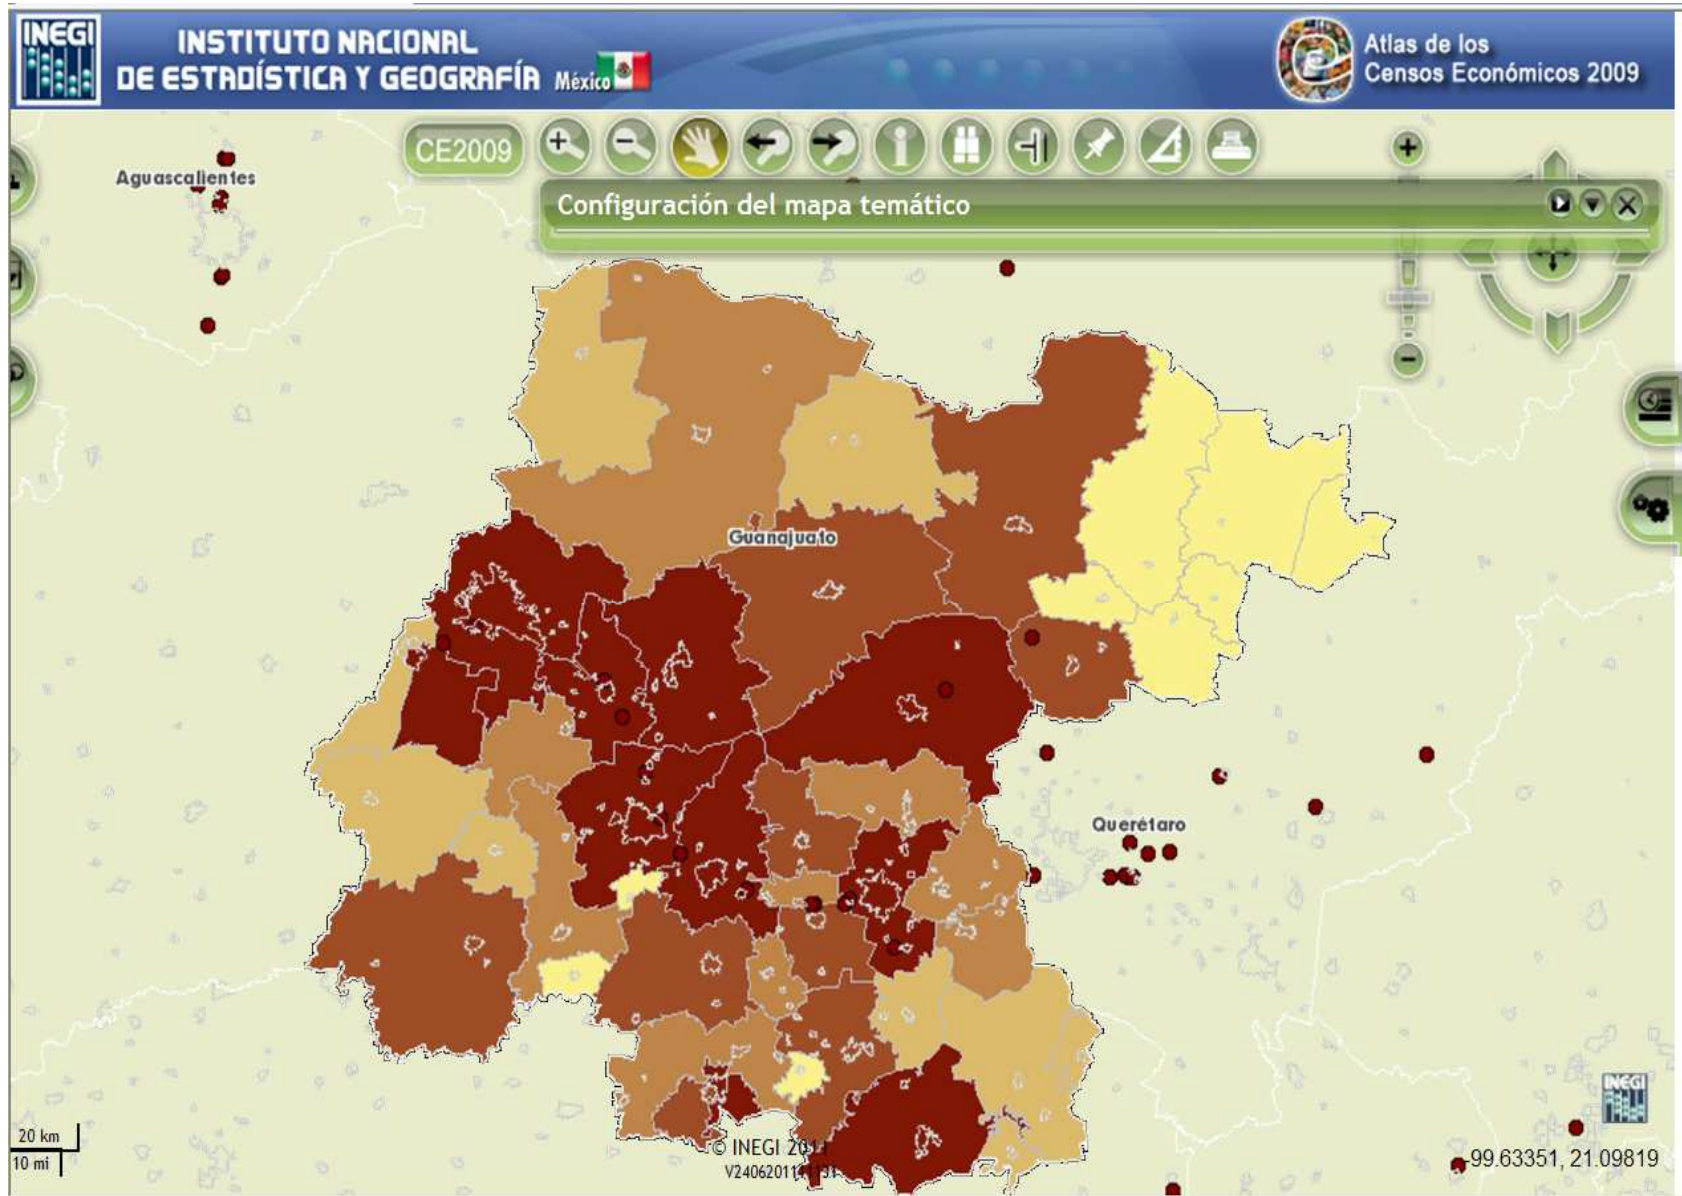 INEGI
INSTITUTO NACIONAL
DE ESTADÍSTICA Y GEOGRAFÍA México
Atlas de los
Censos Económicos 2009
CE2009
Configuración del mapa temático
Aguascalientes
Guanajuato
Querétaro
INEGI
20 km
10 mi
© INEGI 2011
-99.63351, 21.09819